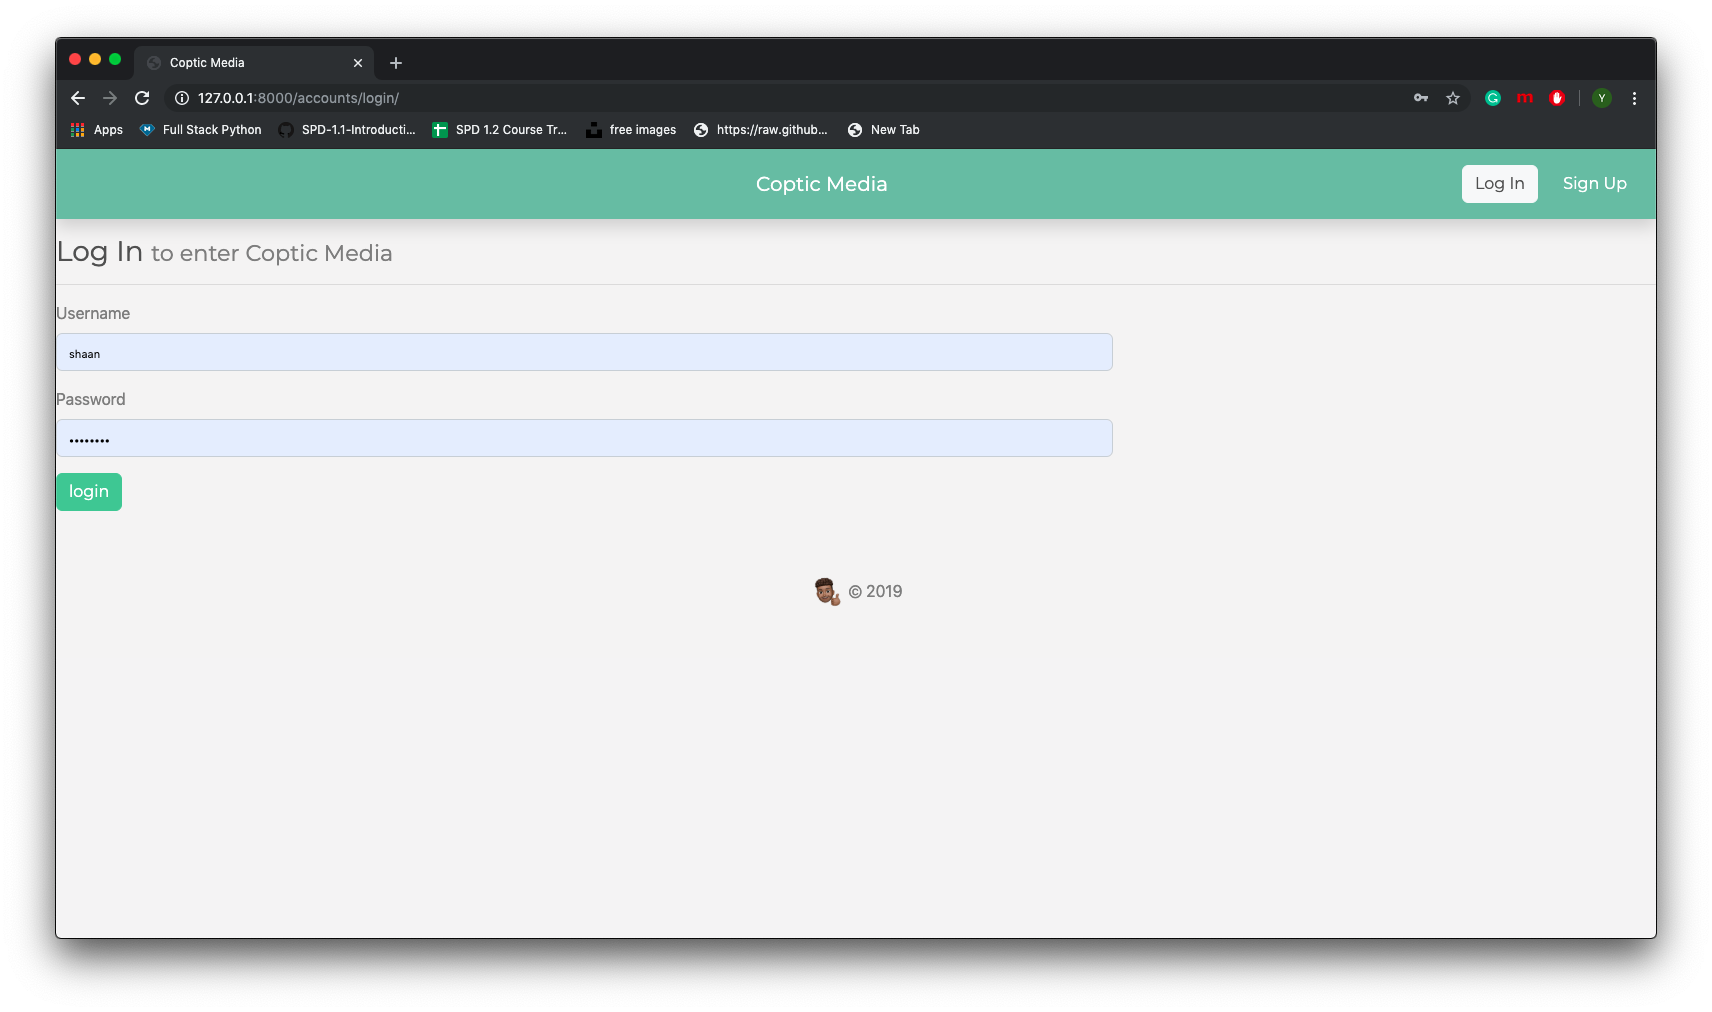 Coptic Media
127.0.0.1:8000/accounts/login/
Y
Apps Full Stack Python SPD-1.1-Introducti... SPD 1.2 Course Tr... free images https://raw.github... New Tab
Coptic Media Log In Sign Up
Log In to enter Coptic Media
Username
shaan
Password
••••••••
login
© 2019